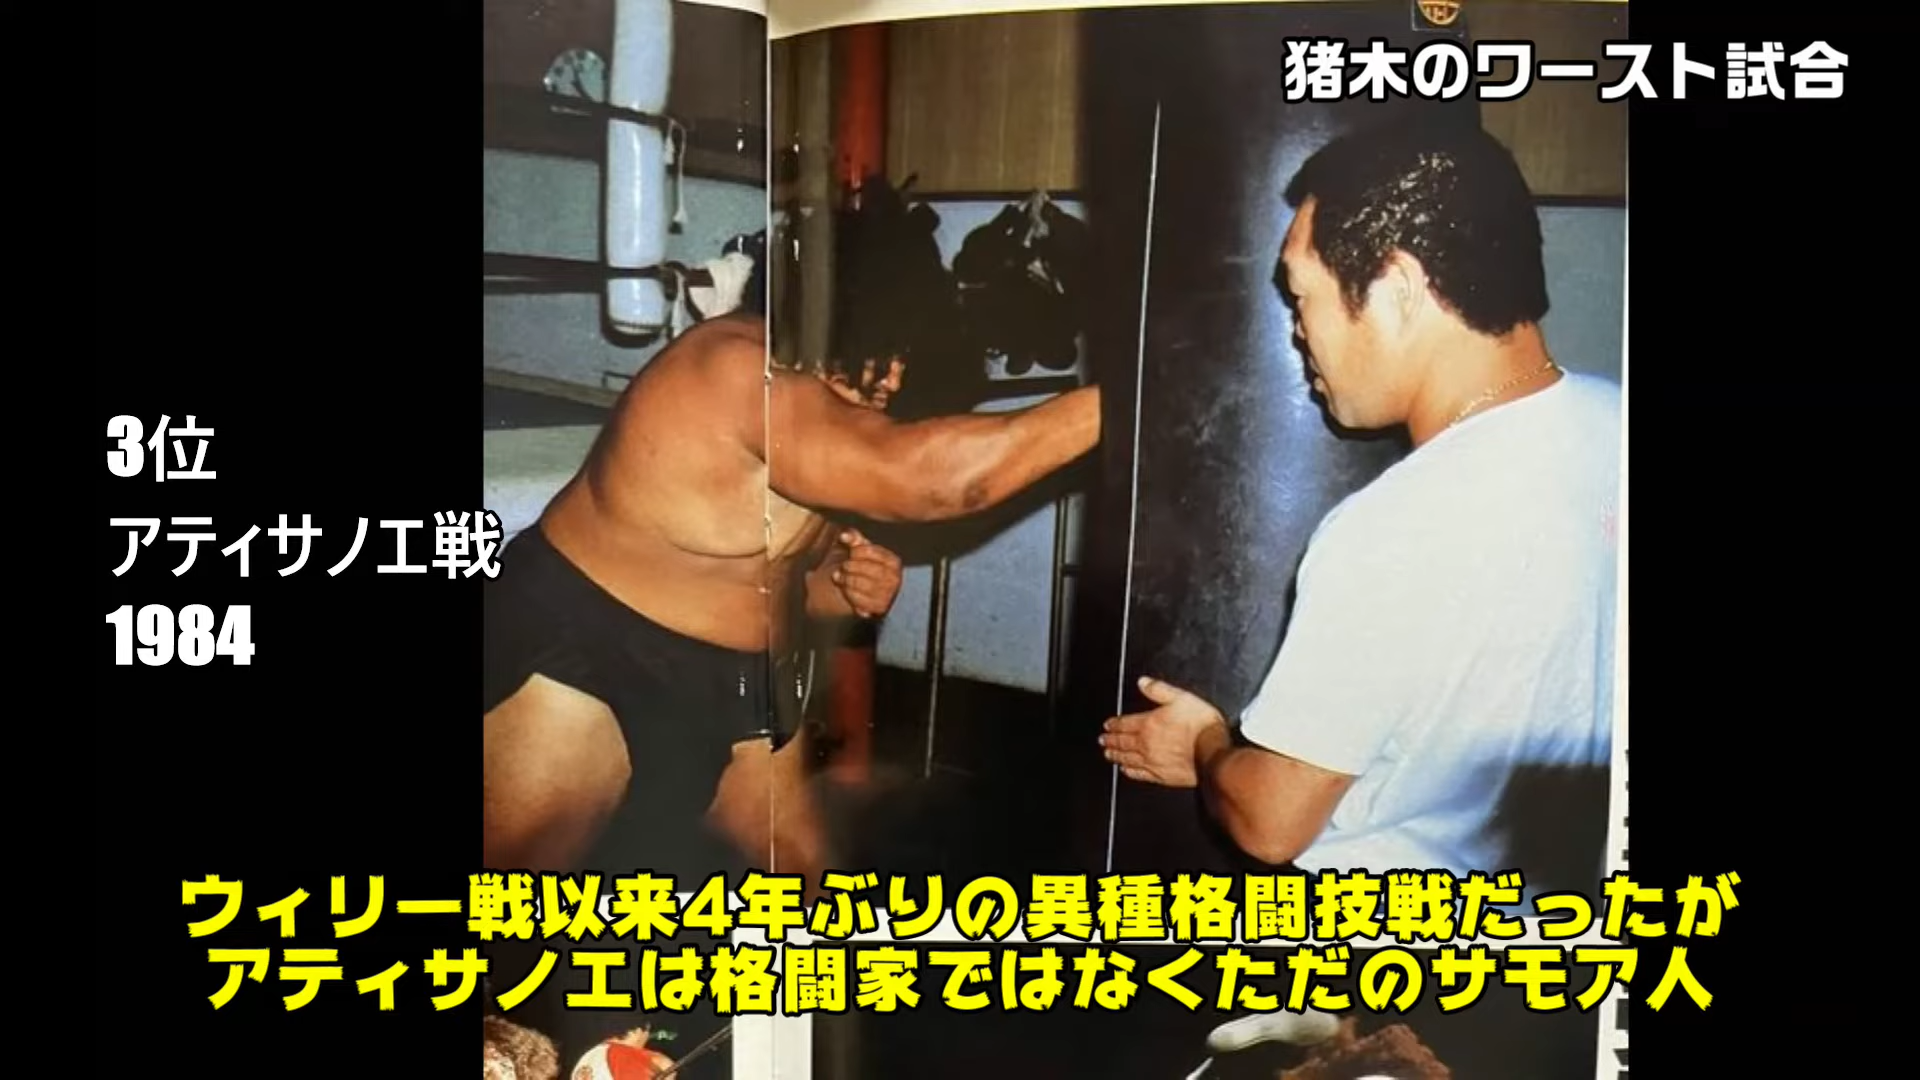 猪木のワースト試合
3位
アティサノエ戦
1984
ウィリー戦以来4年ぶりの異種格闘技戦だったが
アティサノエは格闘家ではなくただのサモア人